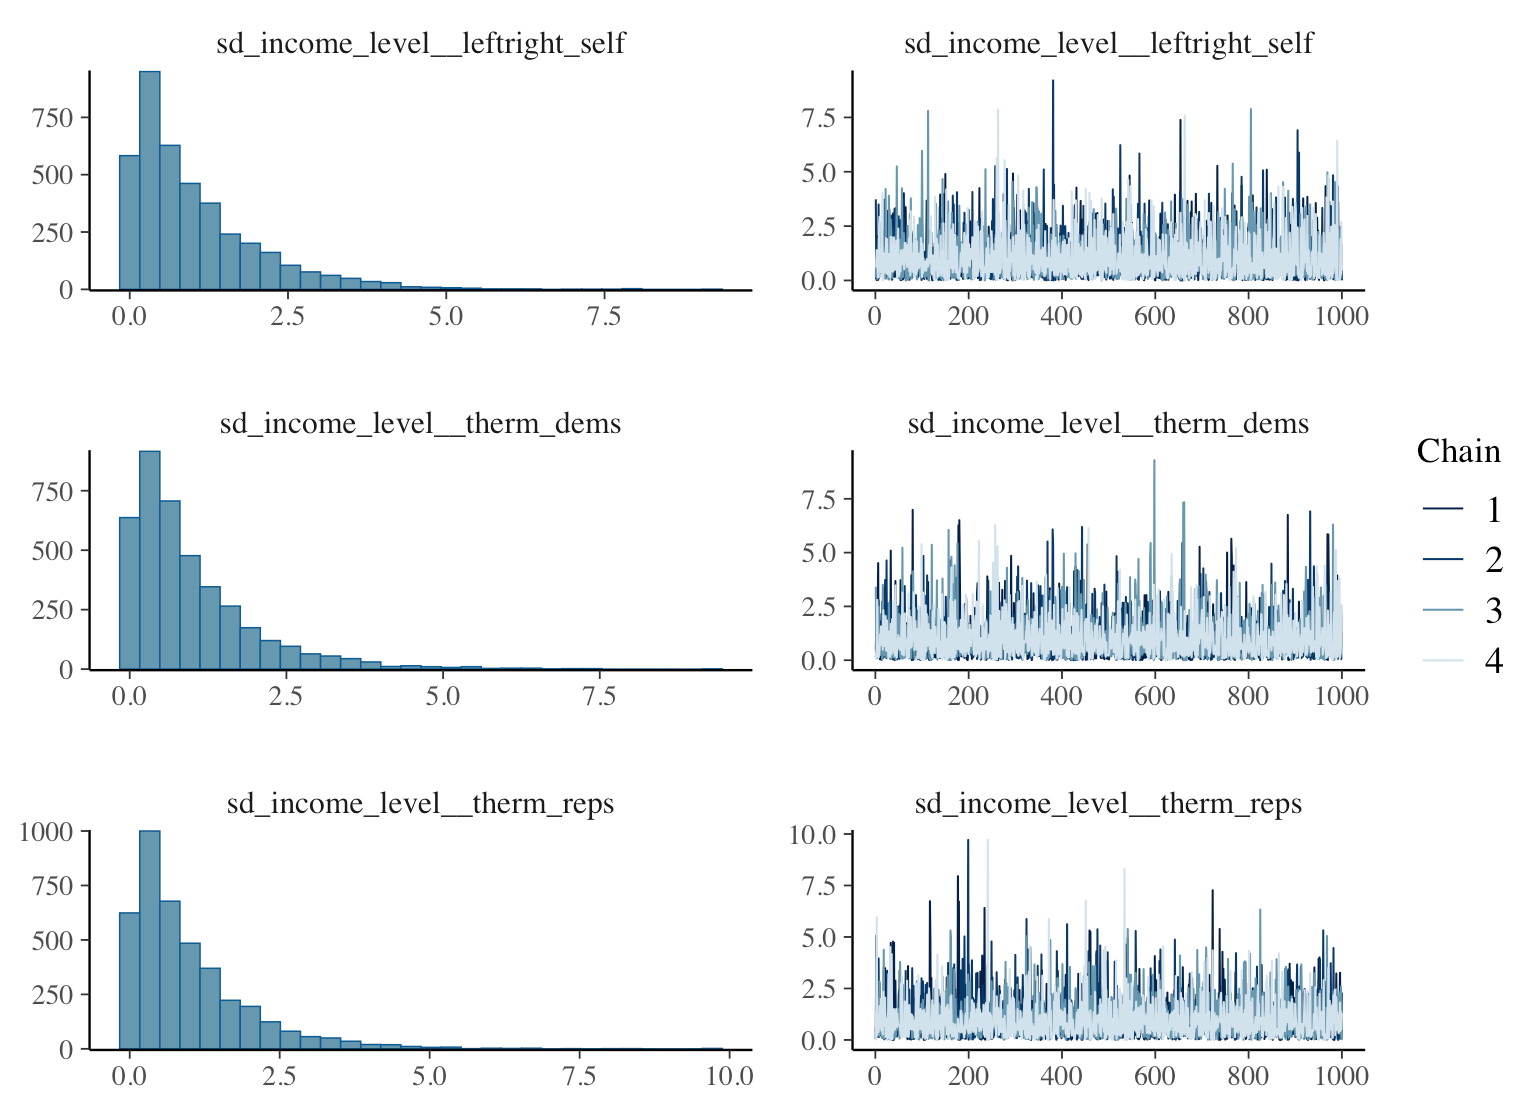 sd_income_level__leftright_self
750
500
250
0
0.0 2.5 5.0 7.5
sd_income_level__leftright_self
7.5
5.0
2.5
0.0
0 200 400 600 800 1000
sd_income_level__therm_dems
750
500
250
0
0.0 2.5 5.0 7.5
sd_income_level__therm_dems
7.5
5.0
2.5
0.0
0 200 400 600 800 1000
Chain
1
2
3
4
sd_income_level__therm_reps
1000
750
500
250
0
0.0 2.5 5.0 7.5 10.0
sd_income_level__therm_reps
10.0
7.5
5.0
2.5
0.0
0 200 400 600 800 1000